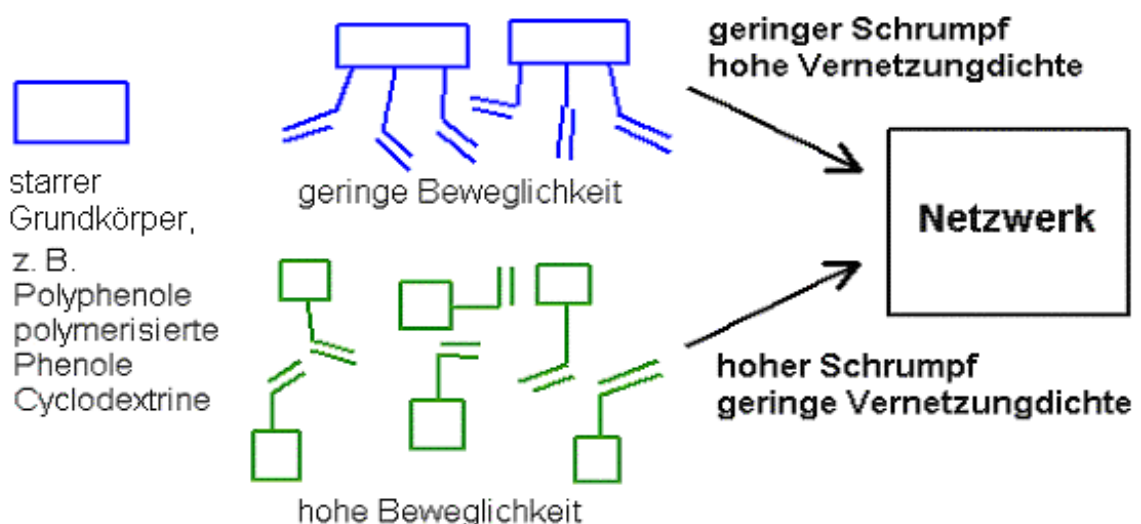 starrer
Grundkörper,
z. B.
Polyphenole
polymerisierte
Phenole
Cyclodextrine
geringe Beweglichkeit
hohe Beweglichkeit
geringer Schrumpf
hohe Vernetzungdichte
Netzwerk
hoher Schrumpf
geringe Vernetzungdichte